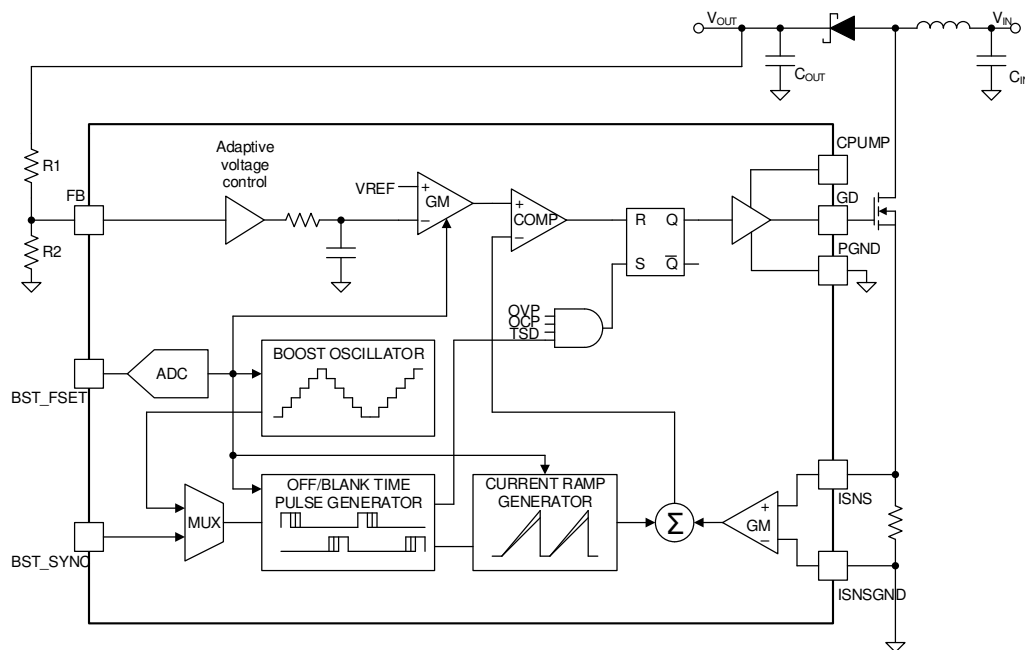 VOUT
VIN
COUT
CIN
R1
R2
FB
Adaptive
voltage
control
VREF
+
GM
−
+
COMP
−
R Q
S Q̅
CPUMP
GD
PGND
OVP
OCP
TSD
BST_FSET
ADC
BOOST OSCILLATOR
BST_SYNC
MUX
OFF/BLANK TIME
PULSE GENERATOR
CURRENT RAMP
GENERATOR
Σ
+
GM
−
ISNS
ISNSGND